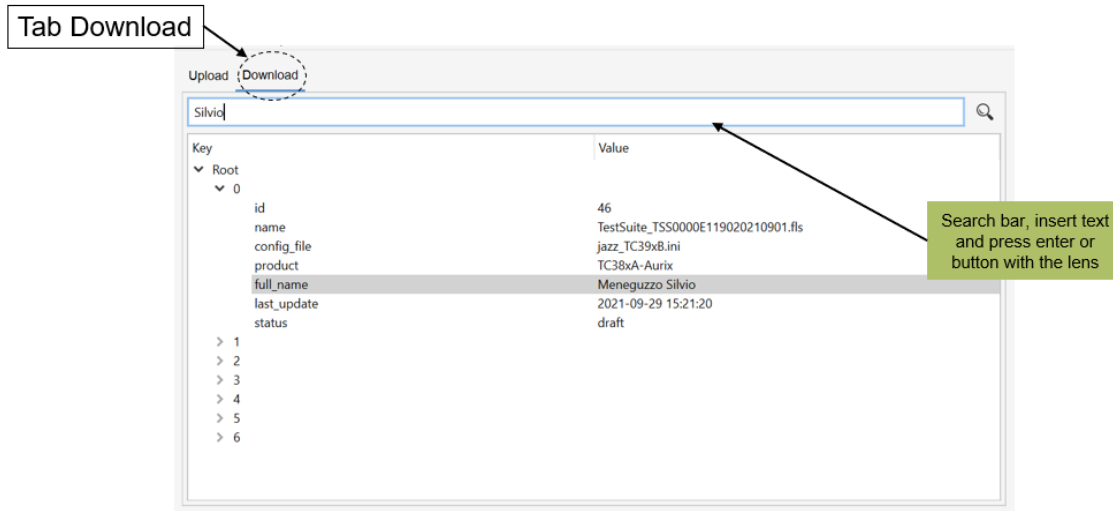 Tab Download
Upload Download
Silvio
Key Value
Root
0
id 46
name TestSuite_TSS0000E119020210901.fls
config_file jazz_TC39xB.ini
product TC38xA-Aurix
full_name Meneguzzo Silvio
last_update 2021-09-29 15:21:20
status draft
1
2
3
4
5
6
Search bar, insert text
and press enter or
button with the lens